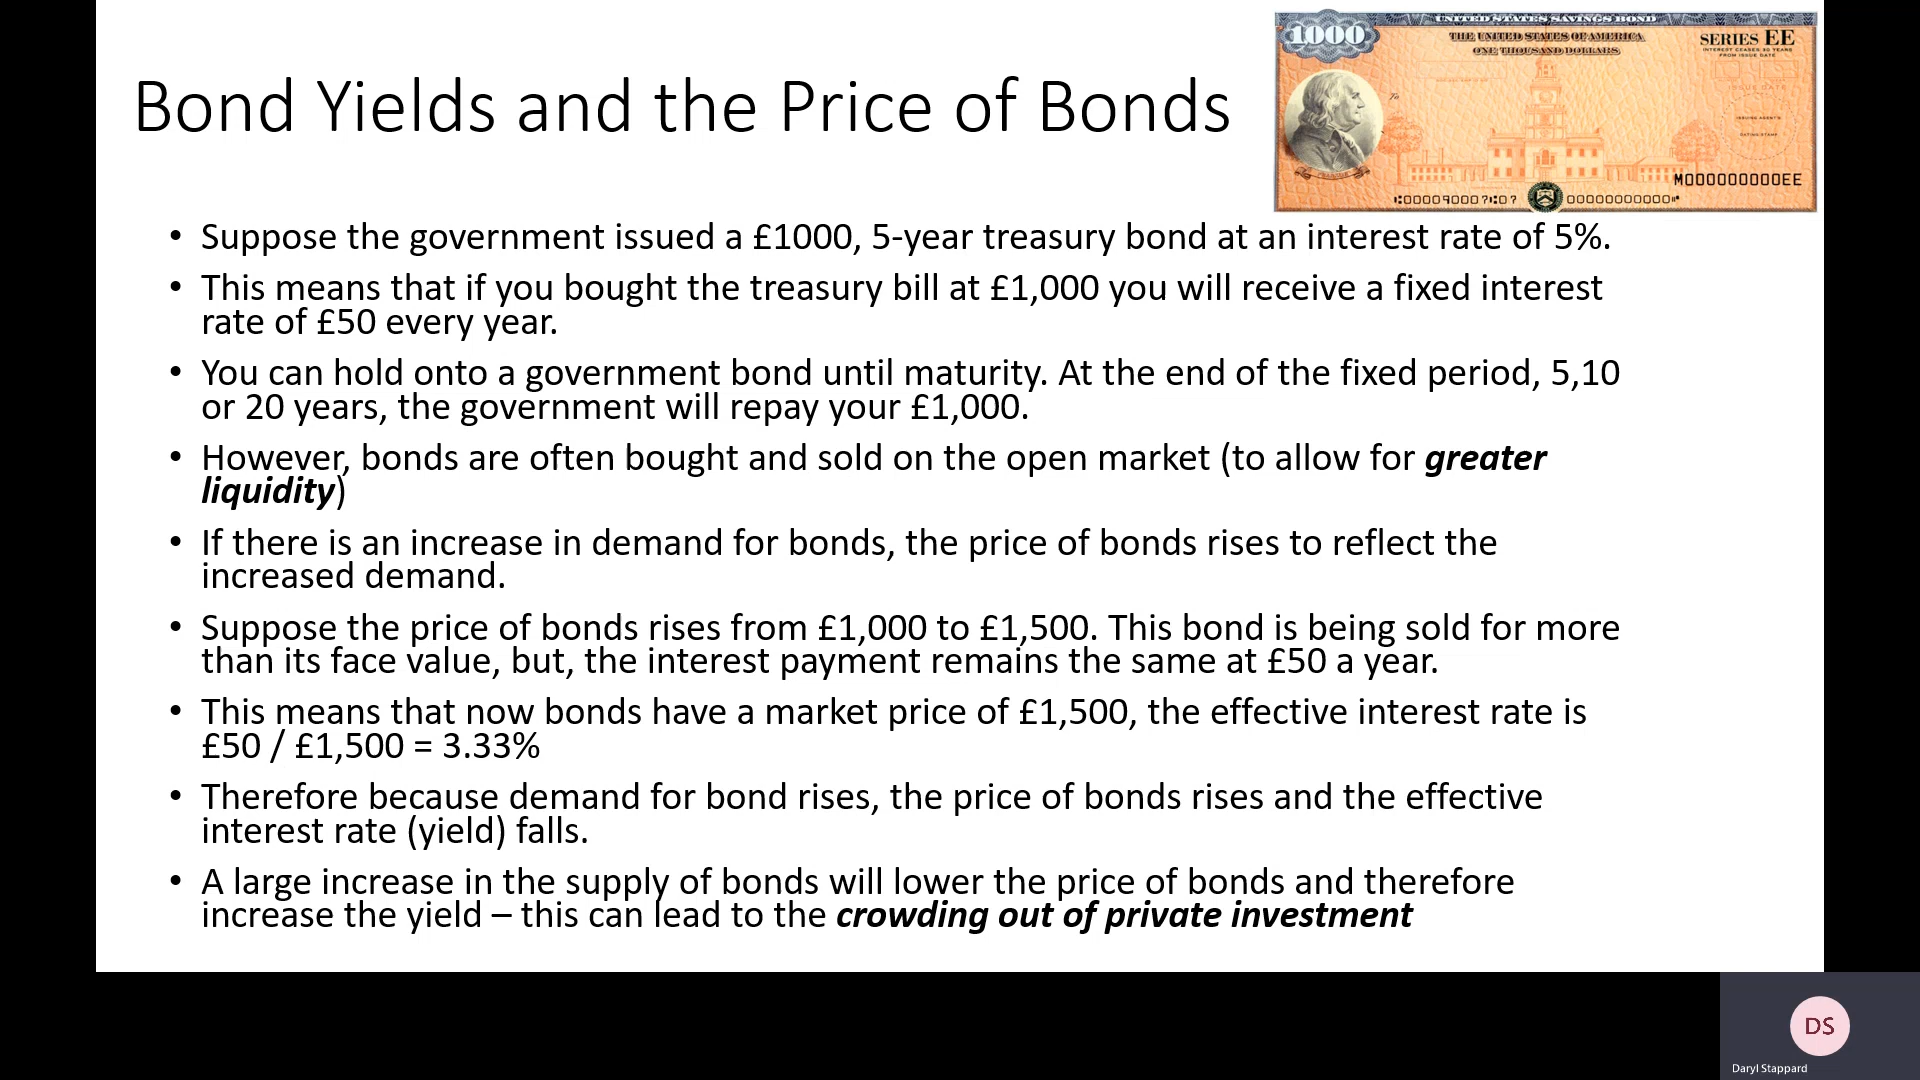 UNITED STATES SAVINGS BOND
1000
THE UNITED STATES OF AMERICA
ONE THOUSAND DOLLARS
SERIES EE
INTEREST CEASES 30 YEARS
FROM ISSUE DATE
ISSUE DATE
To
ISSUING AGENT'S
DATING STAMP
M0000000000EE
Bond Yields and the Price of Bonds
• Suppose the government issued a £1000, 5-year treasury bond at an interest rate of 5%.
• This means that if you bought the treasury bill at £1,000 you will receive a fixed interest
rate of £50 every year.
• You can hold onto a government bond until maturity. At the end of the fixed period, 5,10
or 20 years, the government will repay your £1,000.
• However, bonds are often bought and sold on the open market (to allow for greater
liquidity)
• If there is an increase in demand for bonds, the price of bonds rises to reflect the
increased demand.
• Suppose the price of bonds rises from £1,000 to £1,500. This bond is being sold for more
than its face value, but, the interest payment remains the same at £50 a year.
• This means that now bonds have a market price of £1,500, the effective interest rate is
£50 / £1,500 = 3.33%
• Therefore because demand for bond rises, the price of bonds rises and the effective
interest rate (yield) falls.
• A large increase in the supply of bonds will lower the price of bonds and therefore
increase the yield – this can lead to the crowding out of private investment
DS
Daryl Stappard